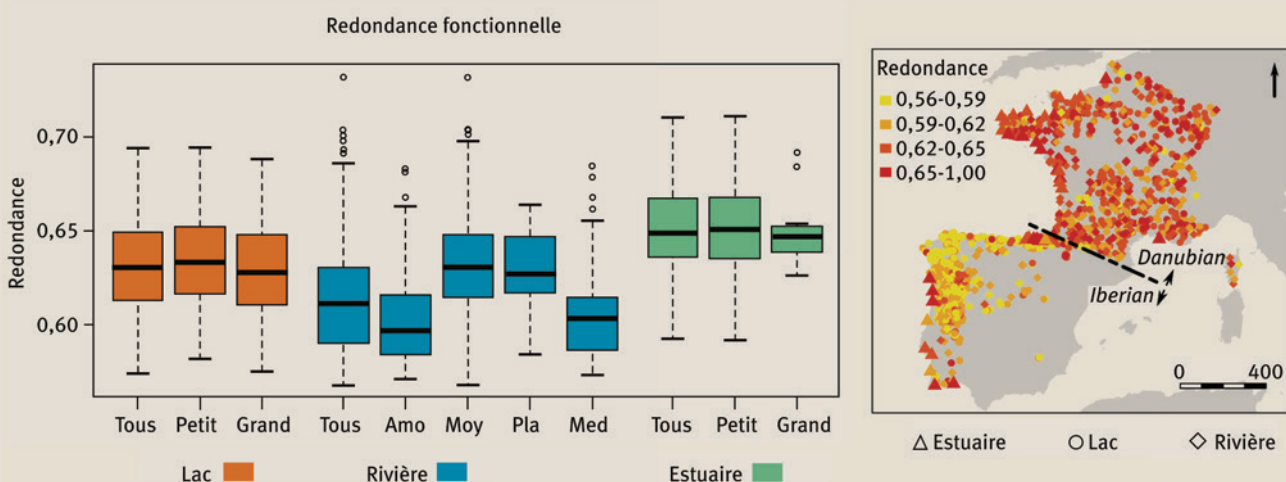 Redondance fonctionnelle
Redondance
0,70
0,65
0,60
Tous Petit Grand Tous Amo Moy Pla Med Tous Petit Grand
Lac Rivière Estuaire
Redondance
0,56-0,59
0,59-0,62
0,62-0,65
0,65-1,00
Danubian
Iberian
0 400
Estuaire Lac Rivière